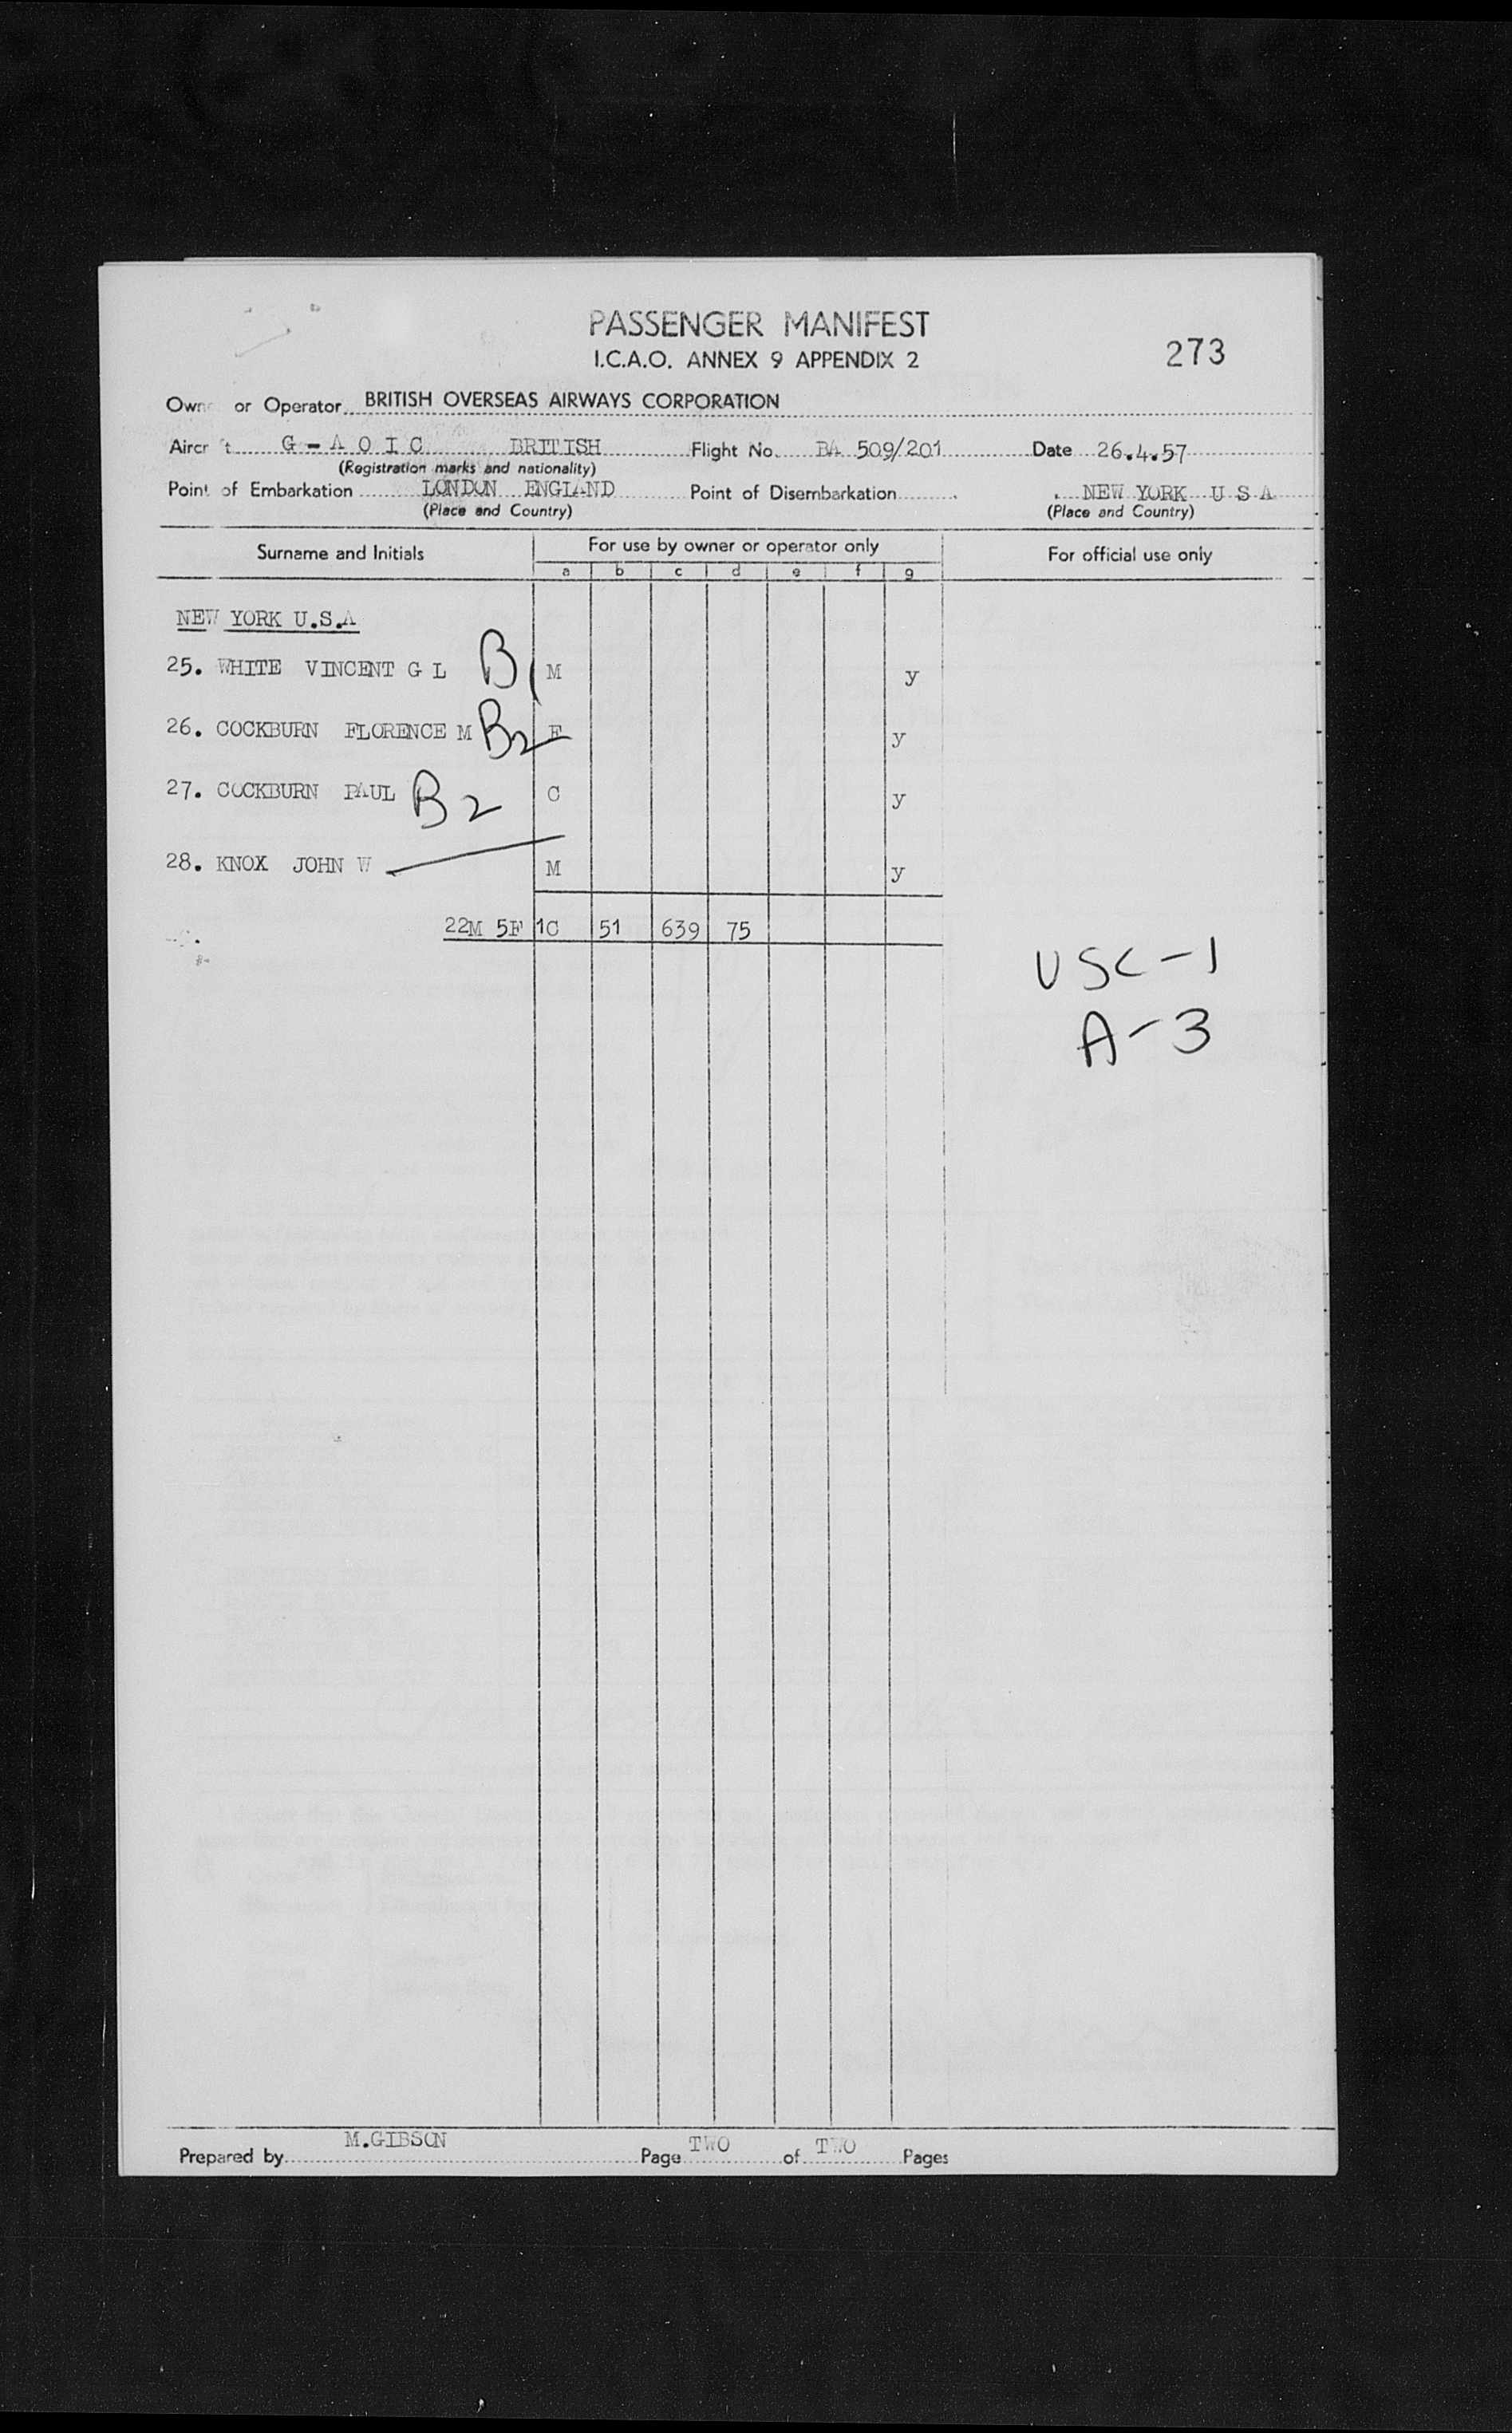 PASSENGER MANIFEST
I.C.A.O. ANNEX 9 APPENDIX 2
273
or Operator BRITISH OVERSEAS AIRWAYS CORPORATION
G-AOIC BRITISH Flight No. BA 509/201 Date 26.4.57
(Registration marks and nationality)
Point of Embarkation LONDON ENGLAND Point of Disembarkation NEW YORK U S A
(Place and Country) (Place and Country)
Surname and Initials For use by owner or operator only For official use only
a b c d e f g
NEW YORK U.S.A
25. WHITE VINCENT G L B1 M y
26. COCKBURN FLORENCE M B2 F y
27. COCKBURN PAUL B2 C y
28. KNOX JOHN W M y
22M 5F 1C 51 639 75
USC-1
A-3
Prepared by M.GIBSON Page TWO of TWO Pages